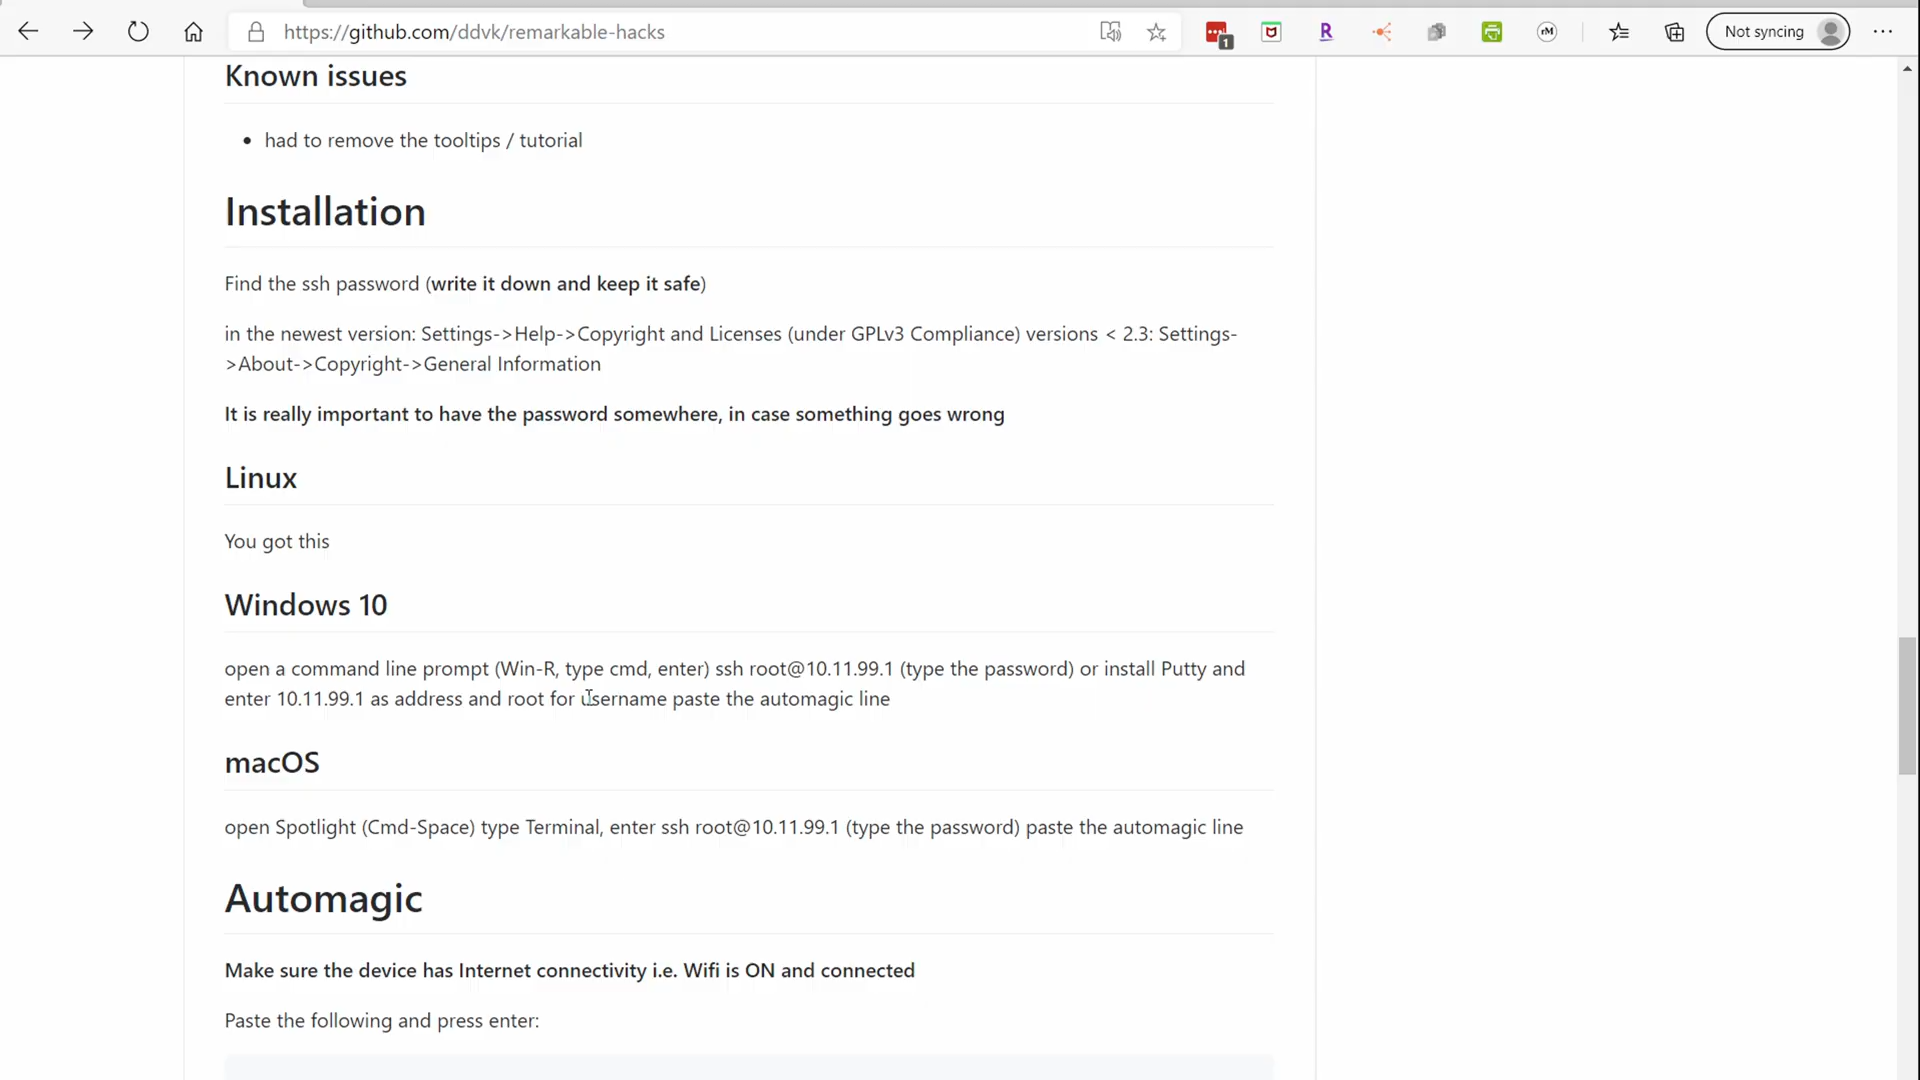 https://github.com/ddvk/remarkable-hacks
1
R
rM
Not syncing
Known issues
• had to remove the tooltips / tutorial
Installation
Find the ssh password (write it down and keep it safe)
in the newest version: Settings->Help->Copyright and Licenses (under GPLv3 Compliance) versions < 2.3: Settings-
>About->Copyright->General Information
It is really important to have the password somewhere, in case something goes wrong
Linux
You got this
Windows 10
open a command line prompt (Win-R, type cmd, enter) ssh root@10.11.99.1 (type the password) or install Putty and
enter 10.11.99.1 as address and root for username paste the automagic line
macOS
open Spotlight (Cmd-Space) type Terminal, enter ssh root@10.11.99.1 (type the password) paste the automagic line
Automagic
Make sure the device has Internet connectivity i.e. Wifi is ON and connected
Paste the following and press enter: